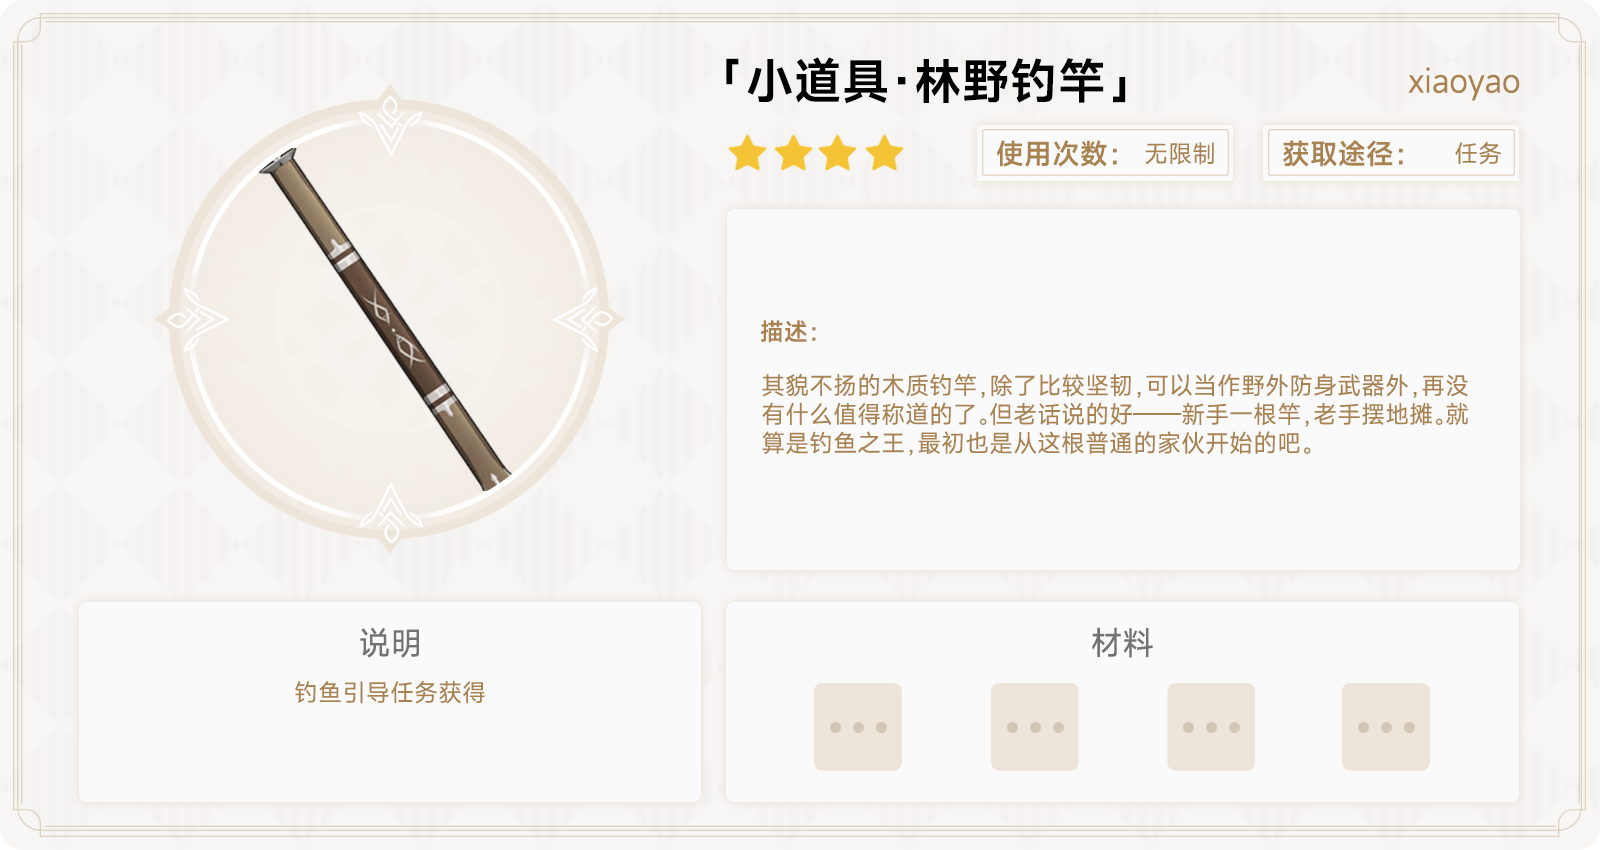 「小道具·林野钓竿」
xiaoyao
使用次数： 无限制
获取途径： 任务
描述：
其貌不扬的木质钓竿，除了比较坚韧，可以当作野外防身武器外，再没
有什么值得称道的了。但老话说的好——新手一根竿，老手摆地摊。就
算是钓鱼之王，最初也是从这根普通的家伙开始的吧。
说明
钓鱼引导任务获得
材料